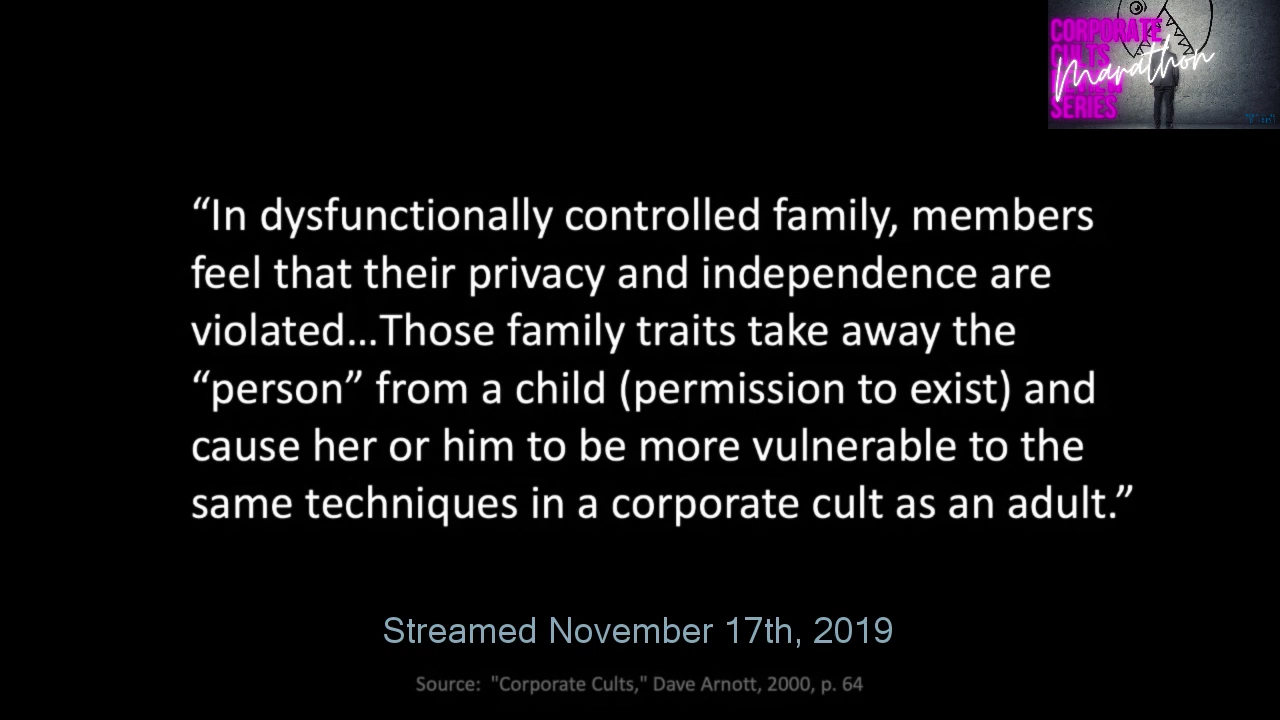 CORPORATE
CULTS
Marathon
SERIES
“In dysfunctionally controlled family, members
feel that their privacy and independence are
violated...Those family traits take away the
“person” from a child (permission to exist) and
cause her or him to be more vulnerable to the
same techniques in a corporate cult as an adult.”
Streamed November 17th, 2019
Source:  "Corporate Cults," Dave Arnott, 2000, p. 64